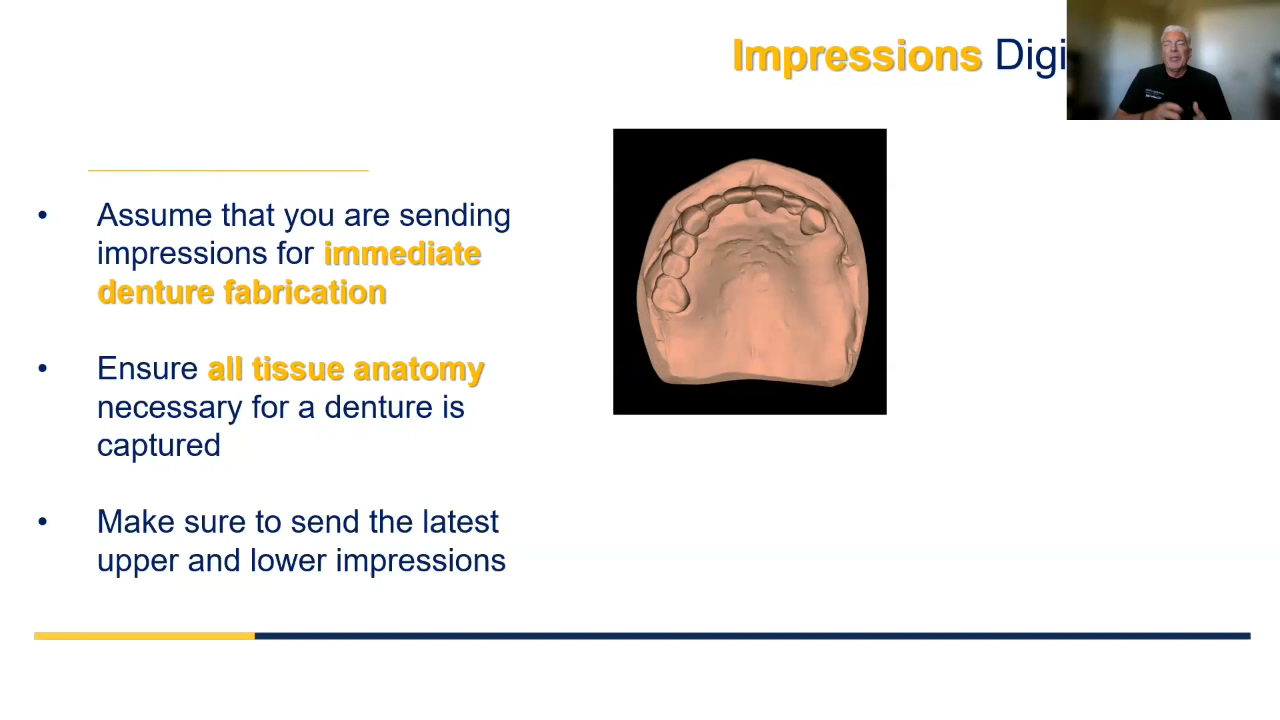 Impressions Digi
• Assume that you are sending
impressions for immediate
denture fabrication
• Ensure all tissue anatomy
necessary for a denture is
captured
• Make sure to send the latest
upper and lower impressions